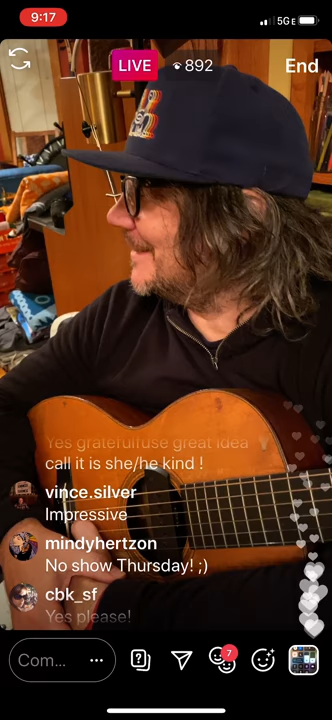 9:17
5GE
LIVE
892
End
Yes gratefulfuse great idea
call it is she/he kind !
vince.silver
Impressive
mindyhertzon
No show Thursday! ;)
cbk_sf
Yes please!
Com...
7